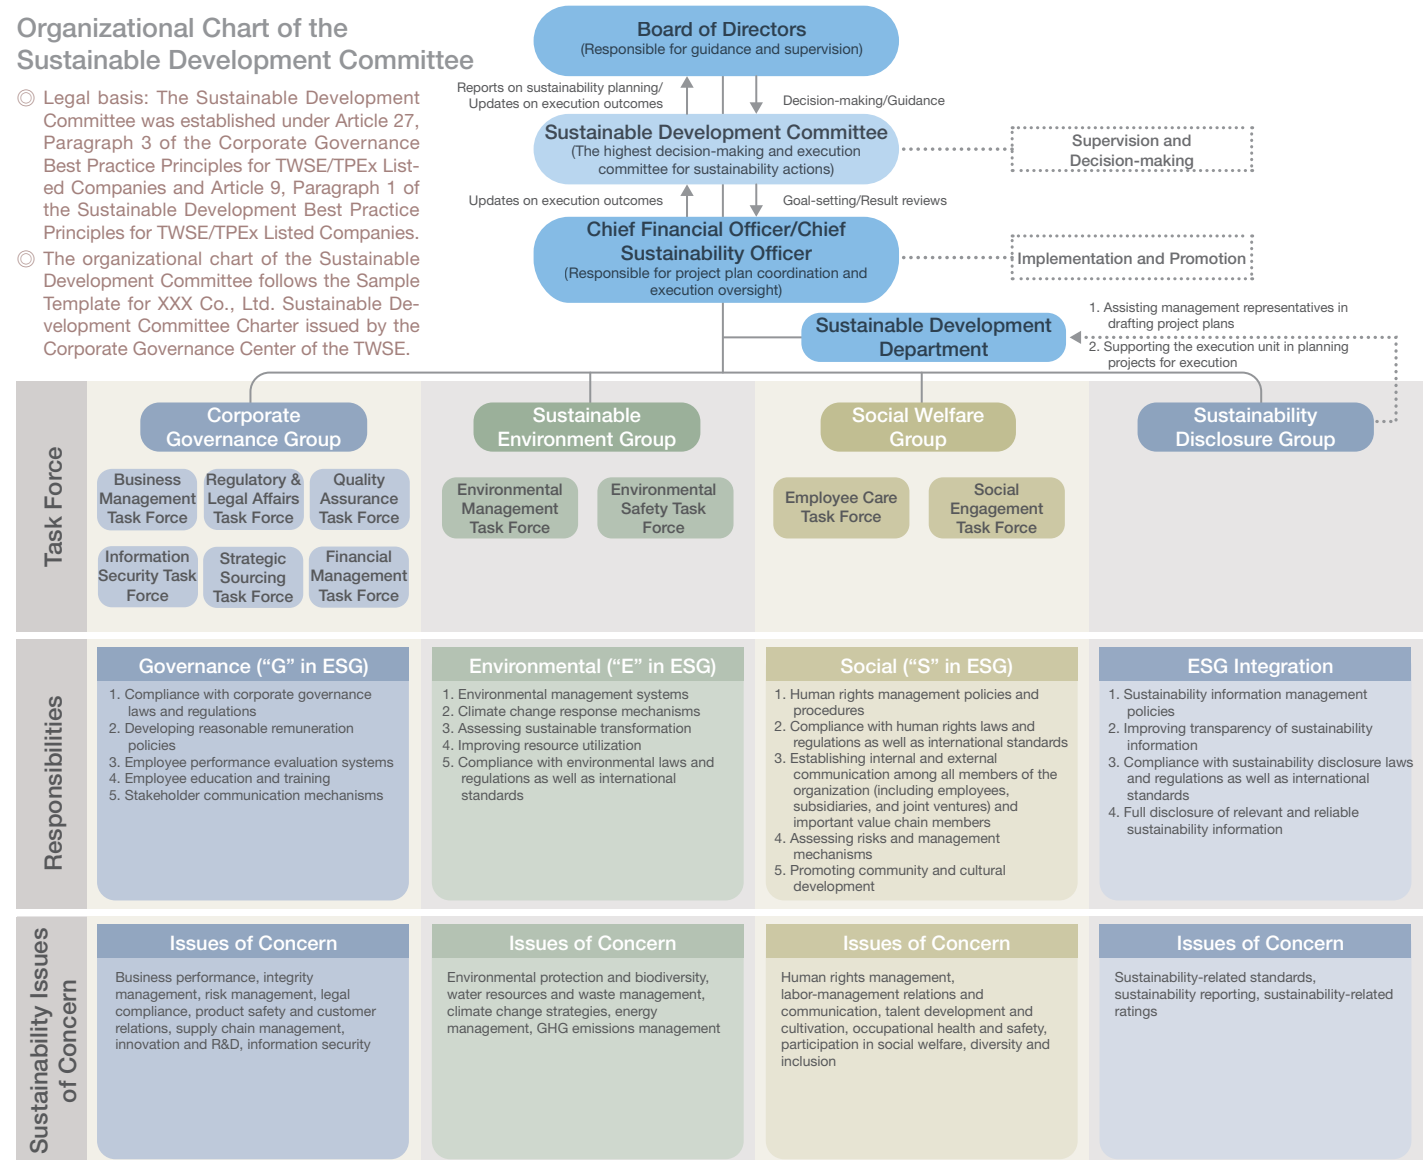 Organizational Chart of the
Sustainable Development Committee
◎ Legal basis: The Sustainable Development
Committee was established under Article 27,
Paragraph 3 of the Corporate Governance
Best Practice Principles for TWSE/TPEx List-
ed Companies and Article 9, Paragraph 1 of
the Sustainable Development Best Practice
Principles for TWSE/TPEx Listed Companies.
◎ The organizational chart of the Sustainable
Development Committee follows the Sample
Template for XXX Co., Ltd. Sustainable De-
velopment Committee Charter issued by the
Corporate Governance Center of the TWSE.
Board of Directors
(Responsible for guidance and supervision)
Reports on sustainability planning/
Updates on execution outcomes
Decision-making/Guidance
Sustainable Development Committee
(The highest decision-making and execution
committee for sustainability actions)
Supervision and
Decision-making
Updates on execution outcomes
Goal-setting/Result reviews
Chief Financial Officer/Chief
Sustainability Officer
(Responsible for project plan coordination and
execution oversight)
Implementation and Promotion
Sustainable Development
Department
1. Assisting management representatives in
drafting project plans
2. Supporting the execution unit in planning
projects for execution
Task Force
Corporate
Governance Group
Business
Management
Task Force
Regulatory &
Legal Affairs
Task Force
Quality
Assurance
Task Force
Information
Security Task
Force
Strategic
Sourcing
Task Force
Financial
Management
Task Force
Sustainable
Environment Group
Environmental
Management
Task Force
Environmental
Safety Task
Force
Social Welfare
Group
Employee Care
Task Force
Social
Engagement
Task Force
Sustainability
Disclosure Group
Responsibilities
Governance (“G” in ESG)
1. Compliance with corporate governance
laws and regulations
2. Developing reasonable remuneration
policies
3. Employee performance evaluation systems
4. Employee education and training
5. Stakeholder communication mechanisms
Environmental (“E” in ESG)
1. Environmental management systems
2. Climate change response mechanisms
3. Assessing sustainable transformation
4. Improving resource utilization
5. Compliance with environmental laws and
regulations as well as international
standards
Social (“S” in ESG)
1. Human rights management policies and
procedures
2. Compliance with human rights laws and
regulations as well as international standards
3. Establishing internal and external
communication among all members of the
organization (including employees,
subsidiaries, and joint ventures) and
important value chain members
4. Assessing risks and management
mechanisms
5. Promoting community and cultural
development
ESG Integration
1. Sustainability information management
policies
2. Improving transparency of sustainability
information
3. Compliance with sustainability disclosure laws
and regulations as well as international
standards
4. Full disclosure of relevant and reliable
sustainability information
Sustainability Issues
of Concern
Issues of Concern
Business performance, integrity
management, risk management, legal
compliance, product safety and customer
relations, supply chain management,
innovation and R&D, information security
Issues of Concern
Environmental protection and biodiversity,
water resources and waste management,
climate change strategies, energy
management, GHG emissions management
Issues of Concern
Human rights management,
labor-management relations and
communication, talent development and
cultivation, occupational health and safety,
participation in social welfare, diversity and
inclusion
Issues of Concern
Sustainability-related standards,
sustainability reporting, sustainability-related
ratings